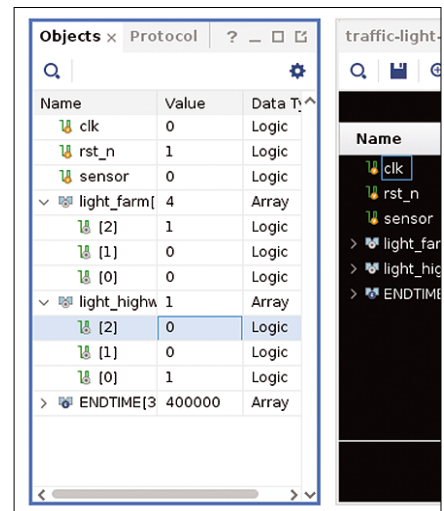 Objects × Protocol ? _
Name Value Data Ty
clk 0 Logic
rst_n 1 Logic
sensor 0 Logic
light_farm[ 4 Array
[2] 1 Logic
[1] 0 Logic
[0] 0 Logic
light_highw 1 Array
[2] 0 Logic
[1] 0 Logic
[0] 1 Logic
ENDTIME[3 400000 Array
traffic-light-
Name
clk
rst_n
sensor
light_far
light_hig
ENDTIME